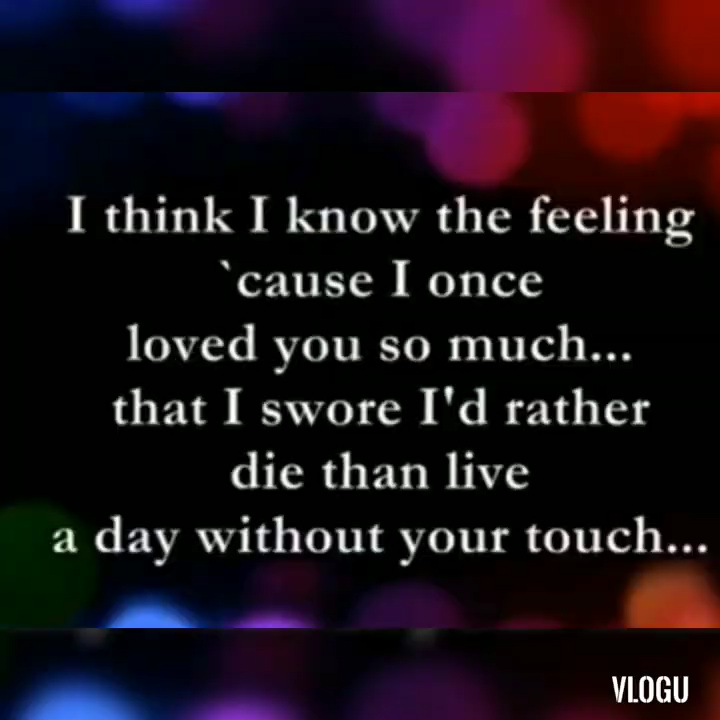 I think I know the feeling
`cause I once
loved you so much...
that I swore I'd rather
die than live
a day without your touch...
VLOGU